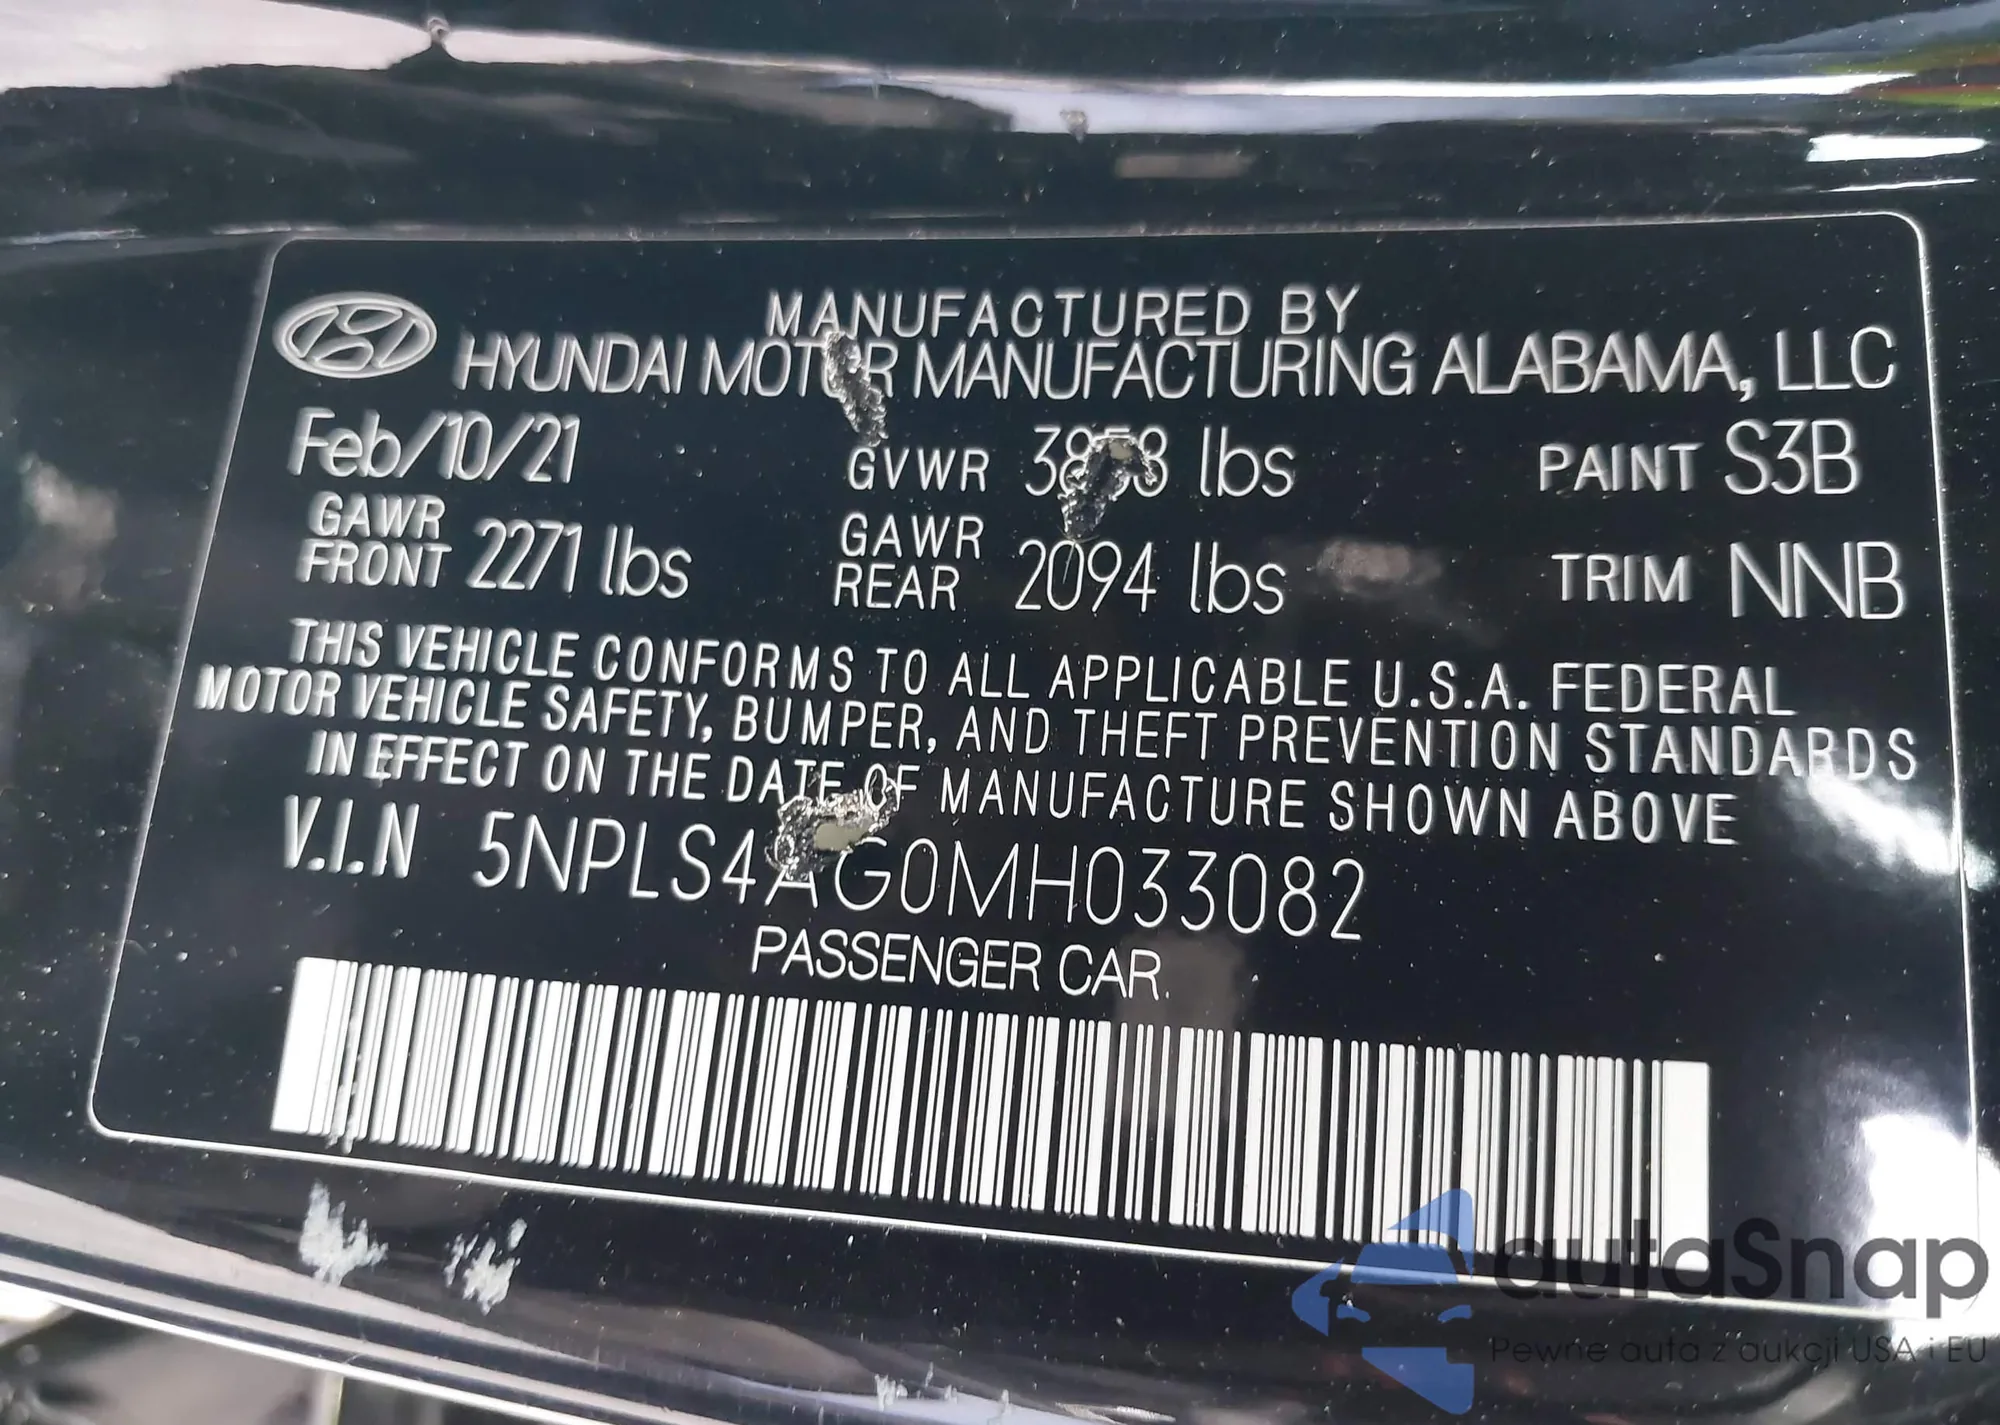 MANUFACTURED BY
HYUNDAI MOTOR MANUFACTURING ALABAMA, LLC
Feb/10/21 GVWR 3858 lbs PAINT S3B
GAWR FRONT 2271 lbs GAWR REAR 2094 lbs TRIM NNB
THIS VEHICLE CONFORMS TO ALL APPLICABLE U.S.A. FEDERAL
MOTOR VEHICLE SAFETY, BUMPER, AND THEFT PREVENTION STANDARDS
IN EFFECT ON THE DATE OF MANUFACTURE SHOWN ABOVE
V.I.N 5NPLS4AG0MH033082
PASSENGER CAR
autaSnap
Pewne auta z aukcji USA i EU